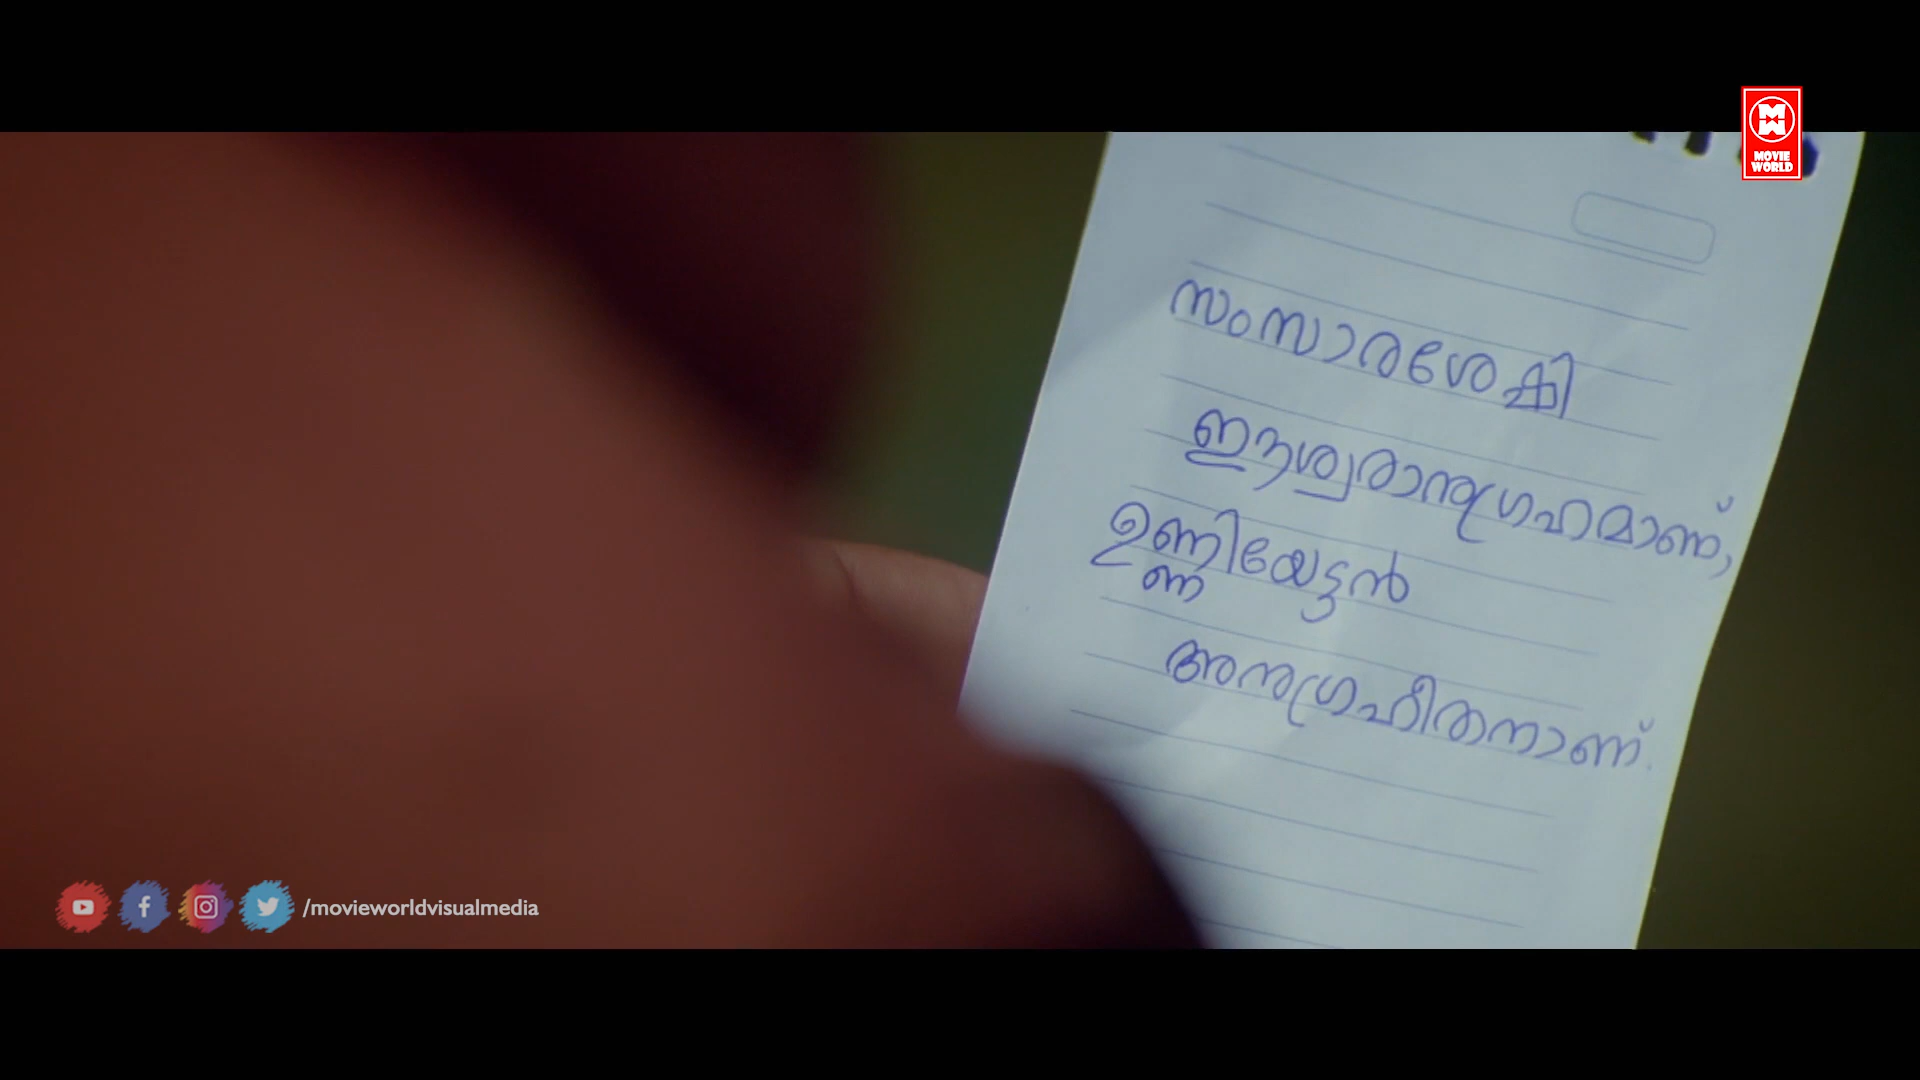 MOVIE
WORLD
സംസാരശേഷി
ഈശ്വരാനുഗ്രഹമാണ്,
ഉണ്ണിയേട്ടൻ
അനുഗ്രഹീതനാണ്.
/movieworldvisualmedia